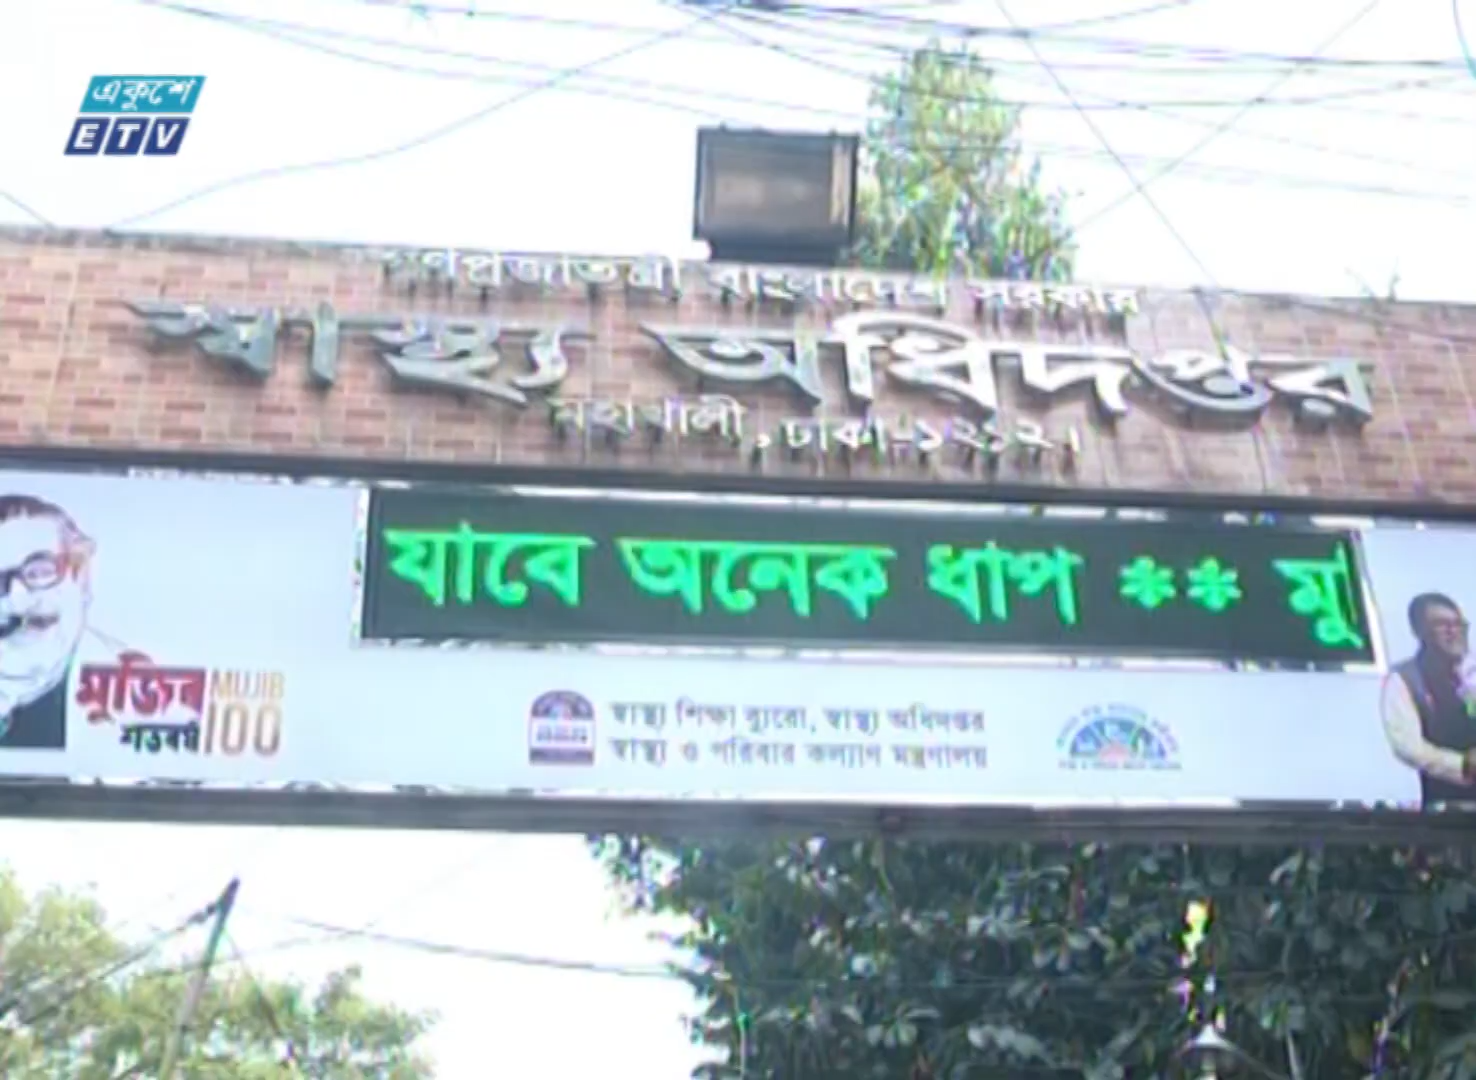 একুশে
ETV
গণপ্রজাতন্ত্রী বাংলাদেশ সরকার
স্বাস্থ্য অধিদপ্তর
মহাখালী, ঢাকা-১২১২।
যাবে অনেক ধাপ ** মু
মুজিব MUJIB
শতবর্ষ 100
স্বাস্থ্য শিক্ষা ব্যুরো, স্বাস্থ্য অধিদপ্তর
স্বাস্থ্য ও পরিবার কল্যাণ মন্ত্রণালয়